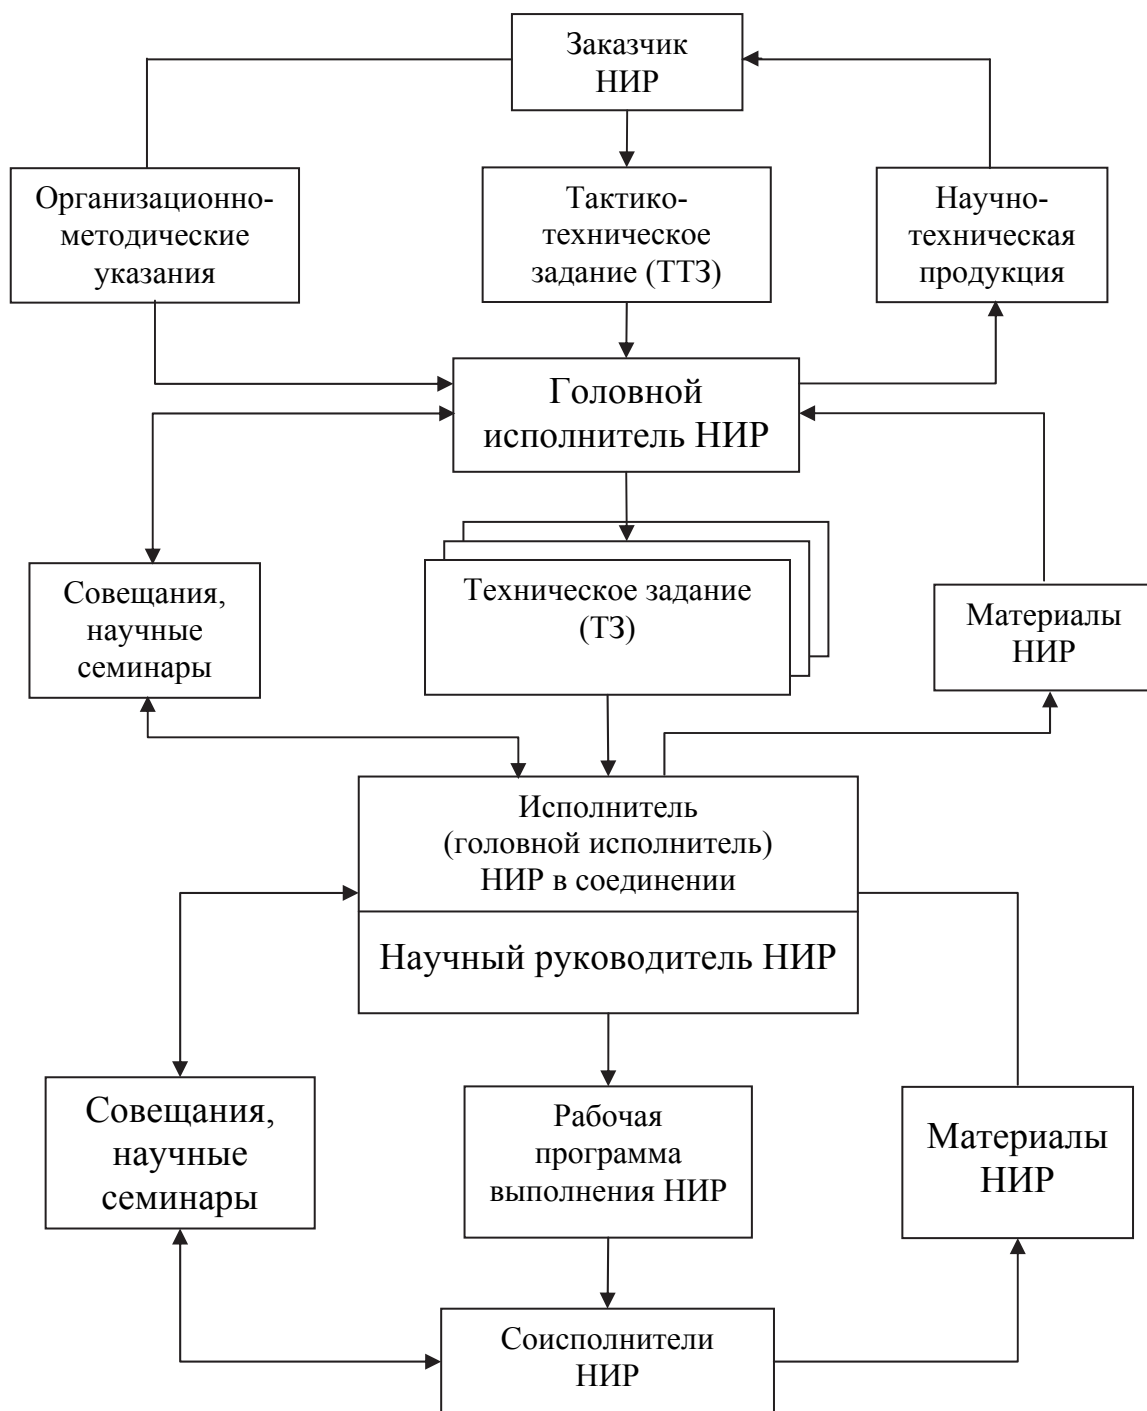 Заказчик
НИР
Организационно-
методические
указания
Тактико-
техническое
задание (ТТЗ)
Научно-
техническая
продукция
Головной
исполнитель НИР
Совещания,
научные
семинары
Техническое задание
(ТЗ)
Материалы
НИР
Исполнитель
(головной исполнитель)
НИР в соединении
Научный руководитель НИР
Совещания,
научные
семинары
Рабочая
программа
выполнения НИР
Материалы
НИР
Соисполнители
НИР